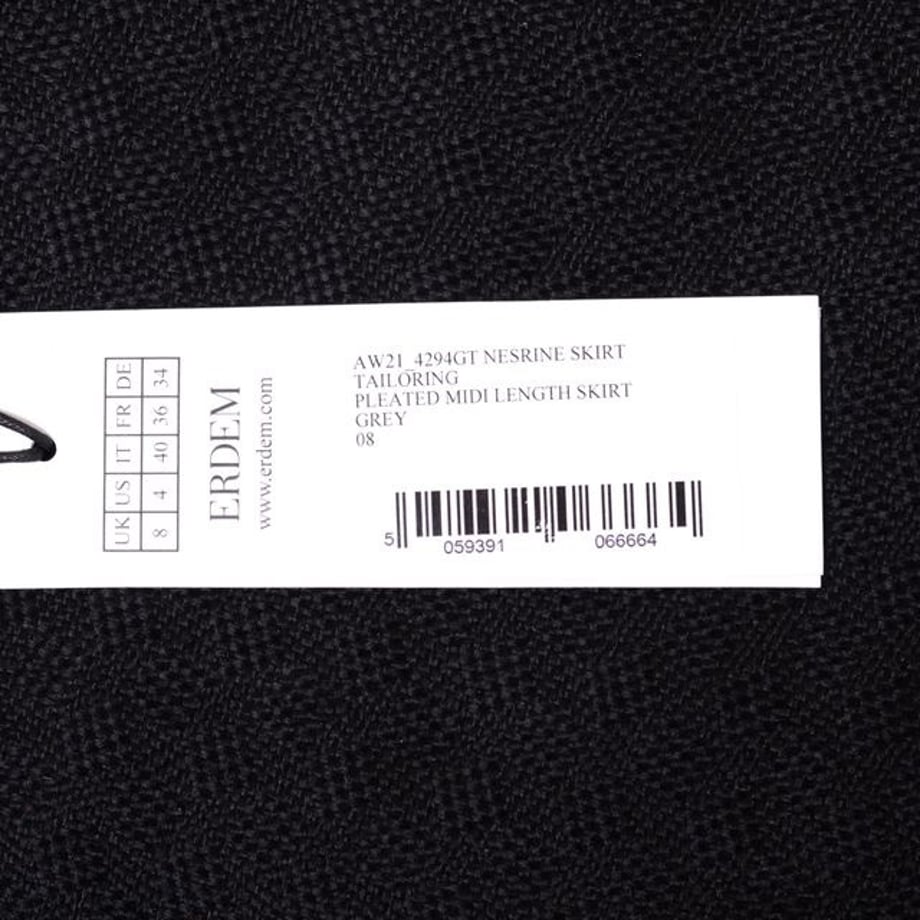 DE FR IT US UK
34 36 40 4 8
ERDEM
www.erdem.com
AW21_4294GT NESRINE SKIRT
TAILORING
PLEATED MIDI LENGTH SKIRT
GREY
08
5 059391 066664